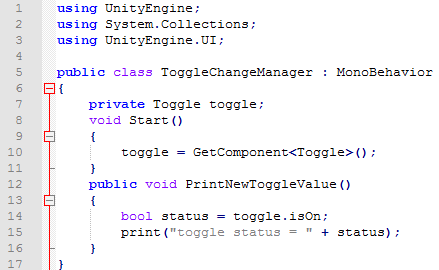 1 using UnityEngine;
2 using System.Collections;
3 using UnityEngine.UI;
4
5 public class ToggleChangeManager : MonoBehavior
6 {
7 private Toggle toggle;
8 void Start()
9 {
10 toggle = GetComponent<Toggle>();
11 }
12 public void PrintNewToggleValue()
13 {
14 bool status = toggle.isOn;
15 print("toggle status = " + status);
16 }
17 }